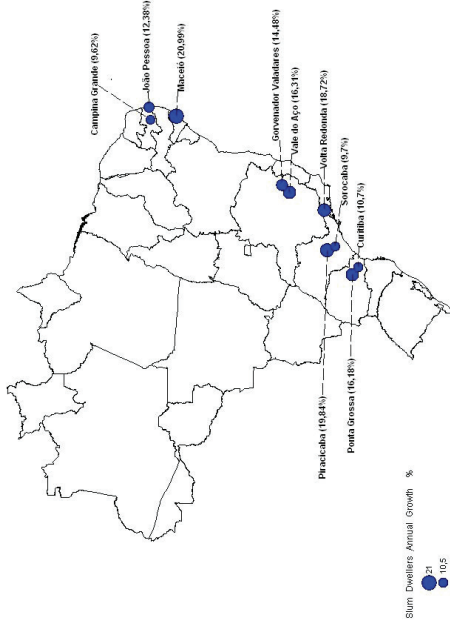 Campina Grande (9,62%)
João Pessoa (12,38%)
Maceió (20,99%)
Gorvenador Valadares (14,48%)
Vale do Aço (16,31%)
Volta Redonda (18,72%)
Sorocaba (9,7%)
Curitiba (10,7%)
Piracicaba (19,84%)
Ponta Grossa (16,18%)
Slum Dwellers Annual Growth %
21
10,5